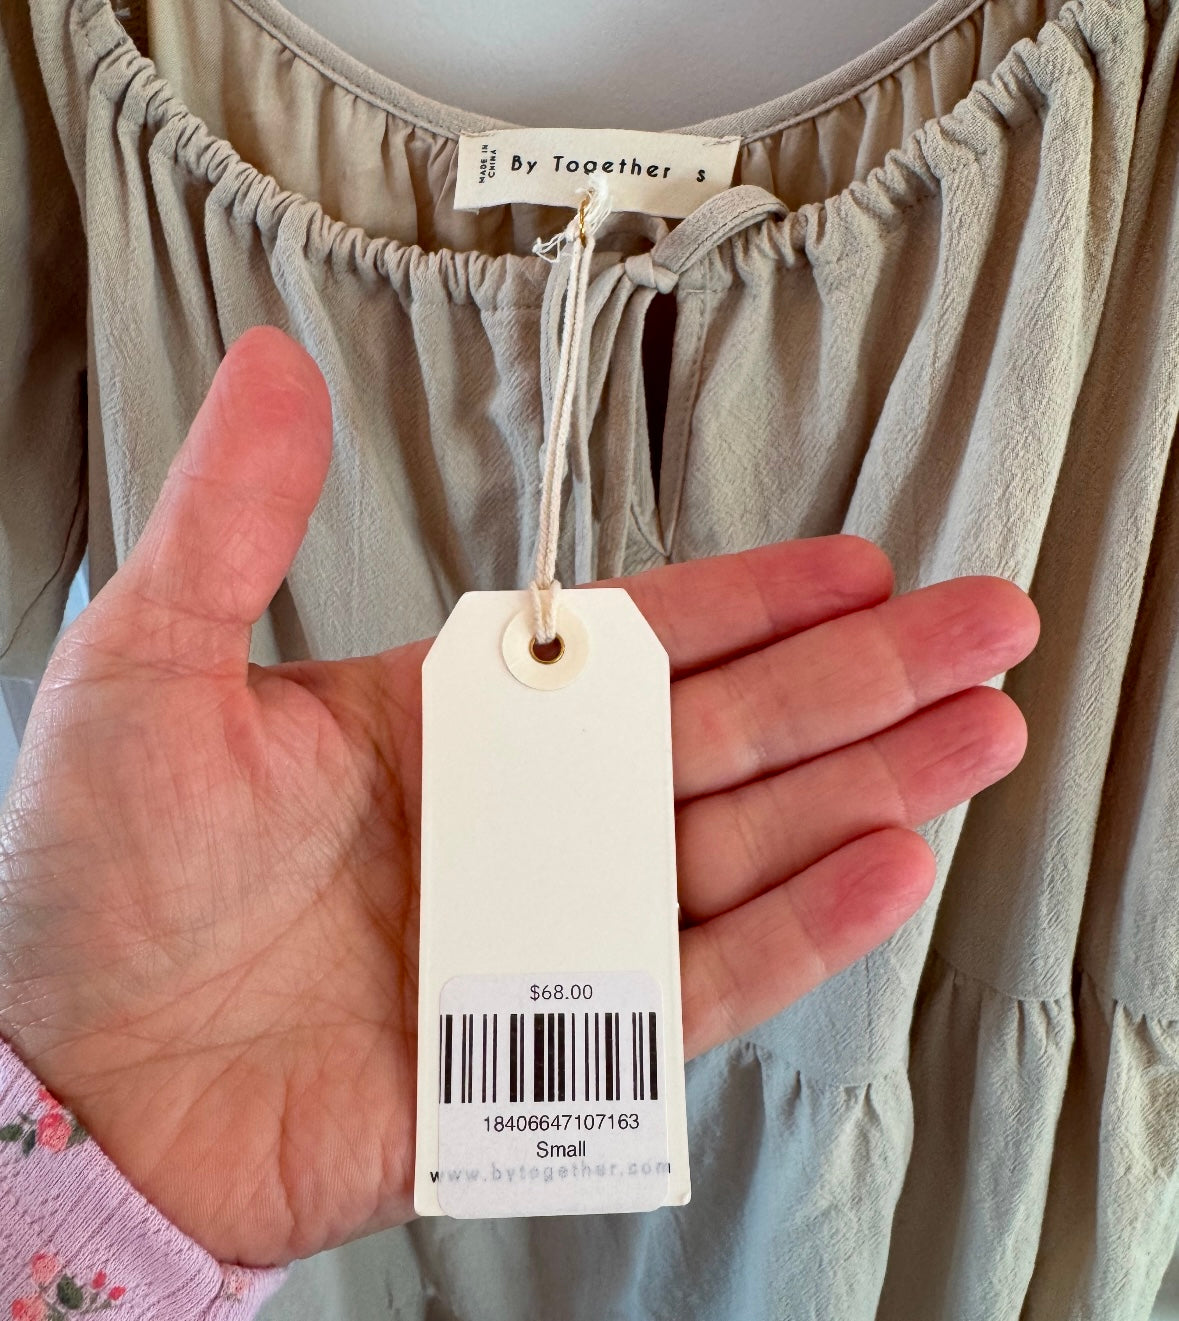 MADE IN
CHINA
By Together S
$68.00
18406647107163
Small
www.bytogether.com